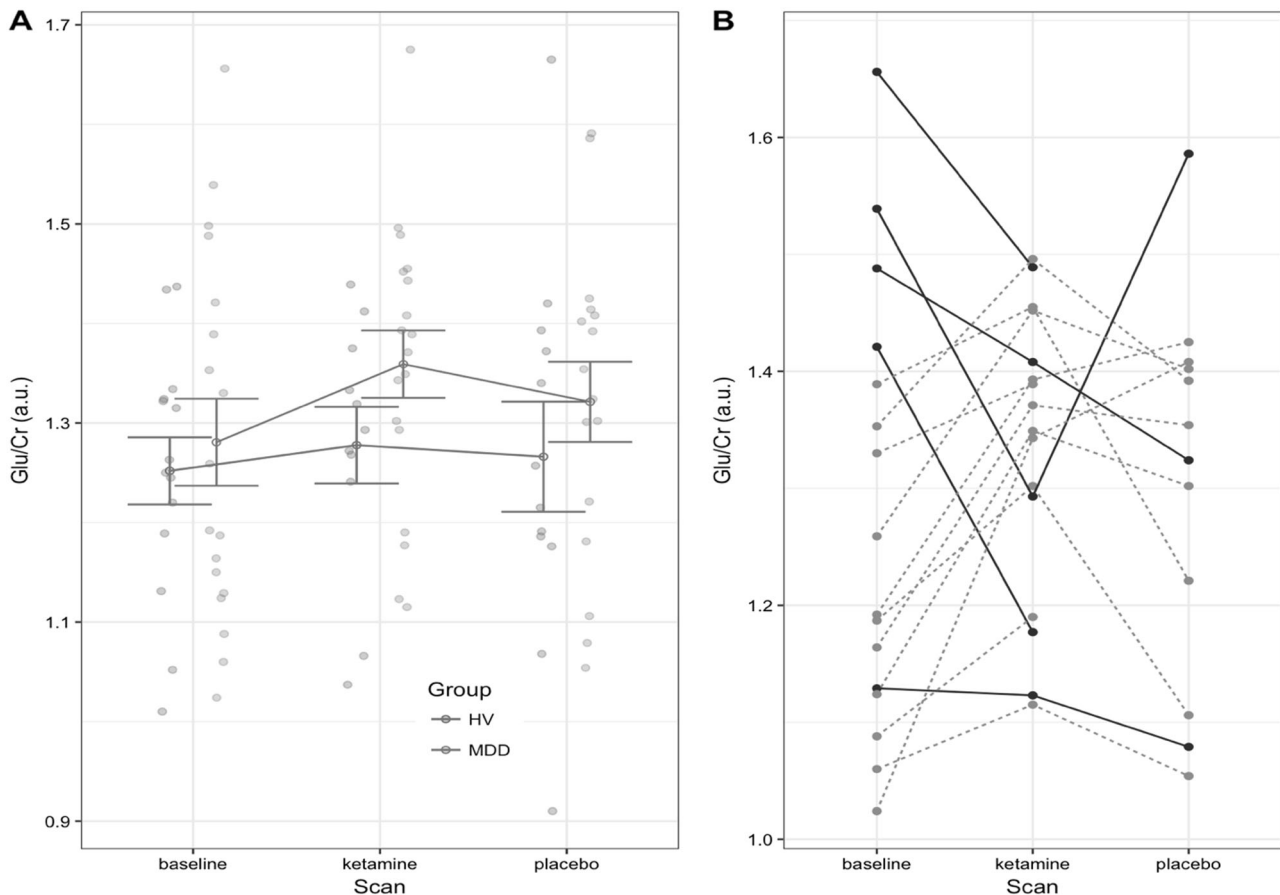 A
Glu/Cr (a.u.)
1.7
1.5
1.3
1.1
0.9
Group
HV
MDD
baseline ketamine placebo
Scan
B
Glu/Cr (a.u.)
1.6
1.4
1.2
1.0
baseline ketamine placebo
Scan